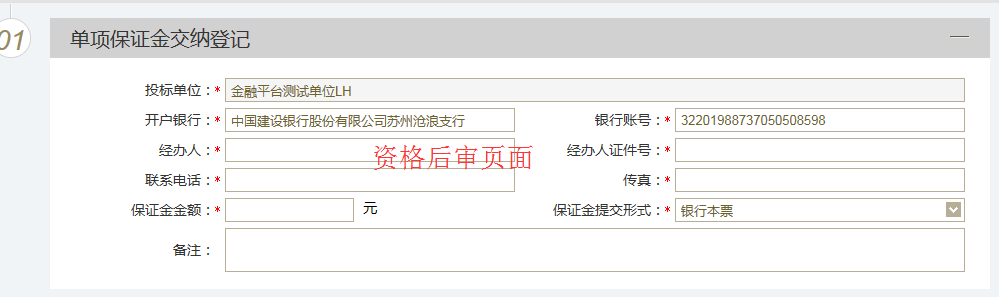 01
单项保证金交纳登记
投标单位：* 金融平台测试单位LH
开户银行：* 中国建设银行股份有限公司苏州沧浪支行 银行账号：* 32201988737050508598
经办人：* 经办人证件号：*
资格后审页面
联系电话：* 传真：*
保证金金额：* 元 保证金提交形式：* 银行本票
备注：